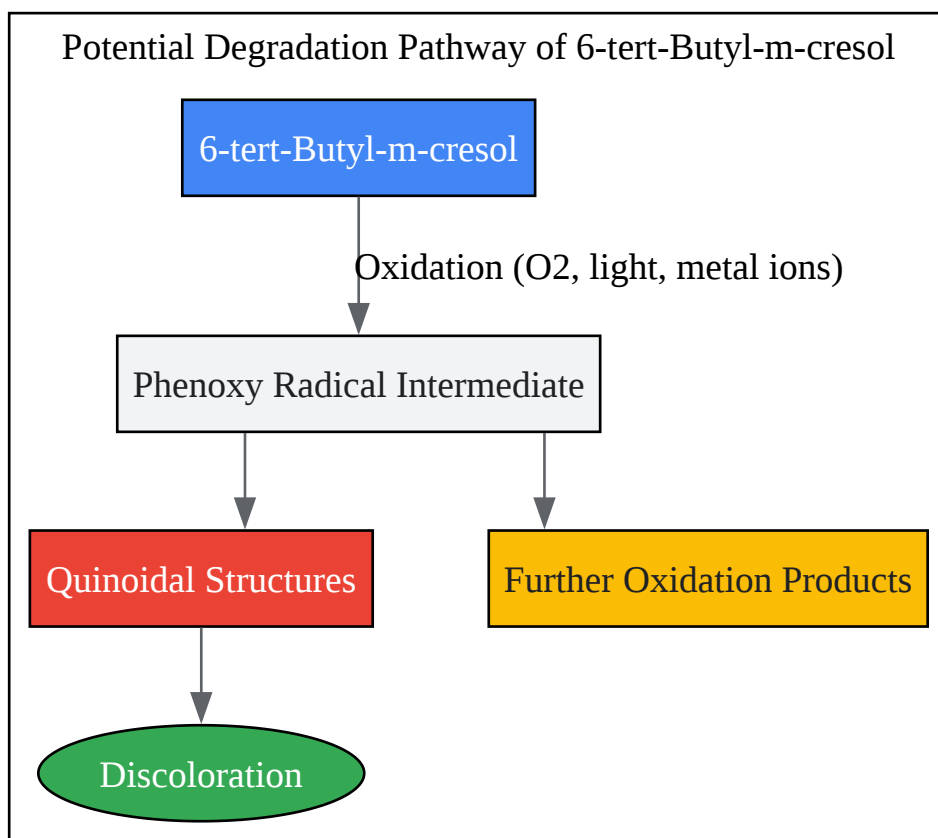 Potential Degradation Pathway of 6-tert-Butyl-m-cresol
6-tert-Butyl-m-cresol
Oxidation (O2, light, metal ions)
Phenoxy Radical Intermediate
Quinoidal Structures
Further Oxidation Products
Discoloration